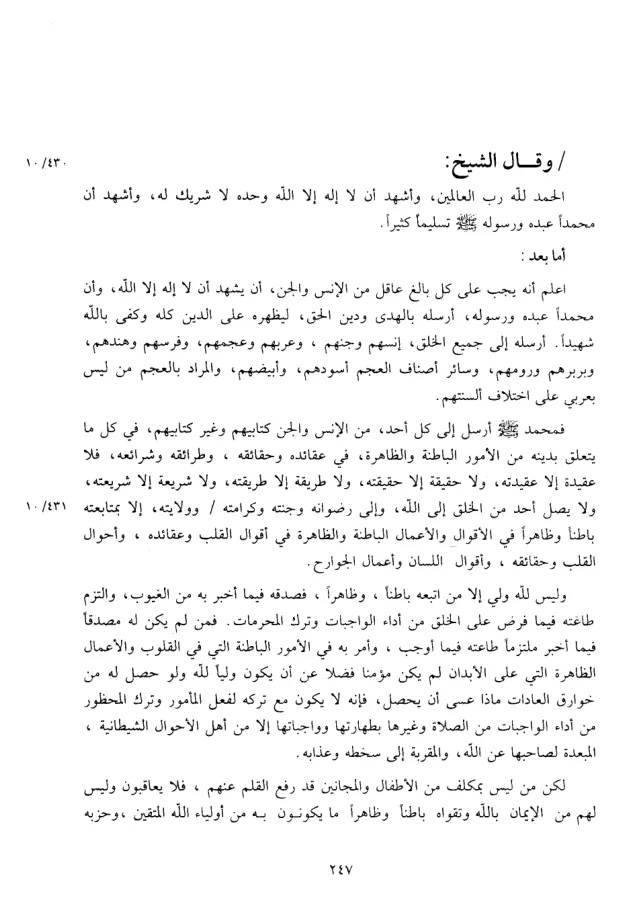 ١٠/٤٣٠ / وقـال الشيخ:
الحمد لله رب العالمين، وأشهد أن لا إله إلا الله وحده لا شريك له، وأشهد أن
محمداً عبده ورسوله ﷺ تسليماً كثيراً.
أما بعد :
اعلم أنه يجب على كل بالغ عاقل من الإنس والجن، أن يشهد أن لا إله إلا الله، وأن
محمداً عبده ورسوله، أرسله بالهدى ودين الحق، ليظهره على الدين كله وكفى بالله
شهيداً. أرسله إلى جميع الخلق، إنسهم وجنهم ، وعربهم وعجمهم، وفرسهم وهندهم،
وبربرهم ورومهم، وسائر أصناف العجم أسودهم، وأبيضهم، والمراد بالعجم من ليس
بعربي على اختلاف ألسنتهم.
فمحمد ﷺ أرسل إلى كل أحد، من الإنس والجن كتابيهم وغير كتابيهم، في كل ما
يتعلق بدينه من الأمور الباطنة والظاهرة، في عقائده وحقائقه ، وطرائقه وشرائعه، فلا
عقيدة إلا عقيدته، ولا حقيقة إلا حقيقته، ولا طريقة إلا طريقته، ولا شريعة إلا شريعته،
١٠/٤٣١ ولا يصل أحد من الخلق إلى الله، وإلى رضوانه وجنته وكرامته / وولايته، إلا بمتابعته
باطناً وظاهراً في الأقوال والأعمال الباطنة والظاهرة في أقوال القلب وعقائده ، وأحوال
القلب وحقائقه ، وأقوال اللسان وأعمال الجوارح.
وليس لله ولي إلا من اتبعه باطناً ، وظاهراً ، فصدقه فيما أخبر به من الغيوب، والتزم
طاعته فيما فرض على الخلق من أداء الواجبات وترك المحرمات. فمن لم يكن له مصدقاً
فيما أخبر ملتزماً طاعته فيما أوجب ، وأمر به في الأمور الباطنة التي في القلوب والأعمال
الظاهرة التي على الأبدان لم يكن مؤمنا فضلا عن أن يكون ولياً لله ولو حصل له من
خوارق العادات ماذا عسى أن يحصل، فإنه لا يكون مع تركه لفعل المأمور وترك المحظور
من أداء الواجبات من الصلاة وغيرها بطهارتها وواجباتها إلا من أهل الأحوال الشيطانية ،
المبعدة لصاحبها عن الله، والمقربة إلى سخطه وعذابه.
لكن من ليس بمكلف من الأطفال والمجانين قد رفع القلم عنهم ، فلا يعاقبون وليس
لهم من الإيمان بالله وتقواه باطناً وظاهراً ما يكونـون بـه من أولياء الله المتقين ،وحزبه
٢٤٧